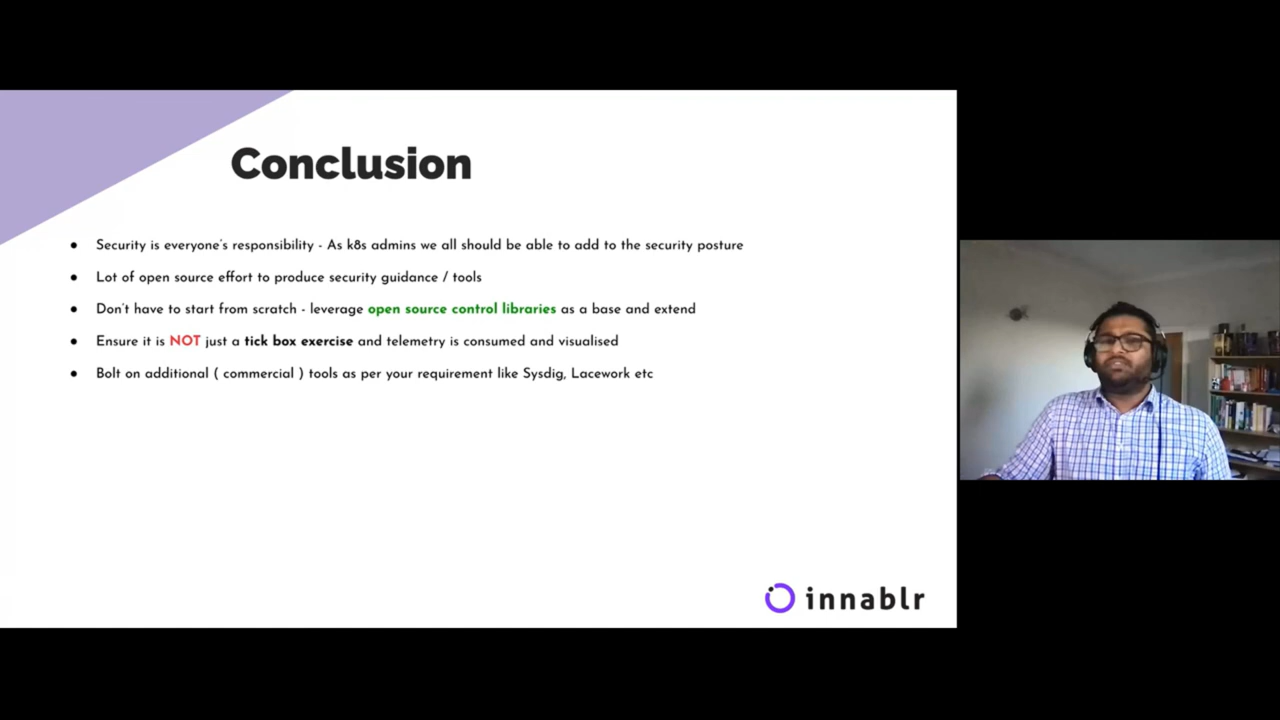 Conclusion
● Security is everyone's responsibility - As k8s admins we all should be able to add to the security posture
● Lot of open source effort to produce security guidance / tools
● Don't have to start from scratch - leverage open source control libraries as a base and extend
● Ensure it is NOT just a tick box exercise and telemetry is consumed and visualised
● Bolt on additional ( commercial ) tools as per your requirement like Sysdig, Lacework etc
innablr